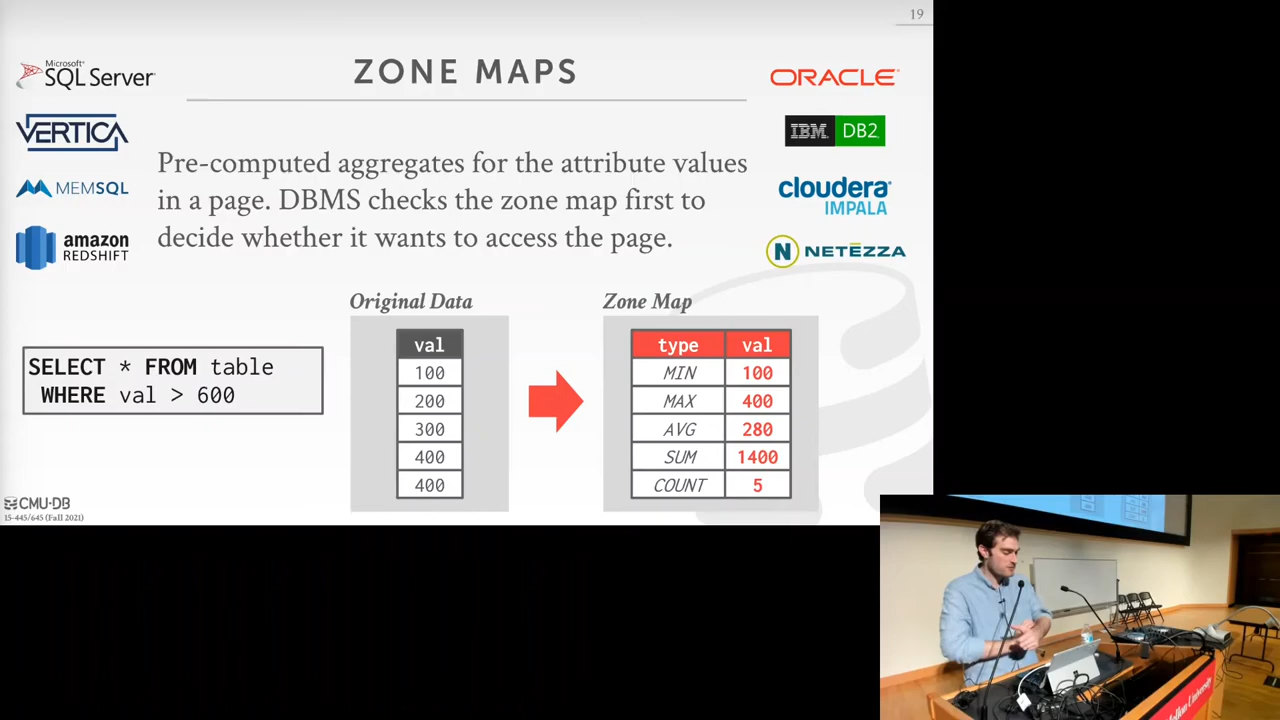 19
ZONE MAPS
Microsoft®
SQL Server
VERTICA
MEMSQL
amazon
REDSHIFT
ORACLE
IBM. DB2.
cloudera
IMPALA
N NETEZZA
Pre-computed aggregates for the attribute values
in a page. DBMS checks the zone map first to
decide whether it wants to access the page.
SELECT * FROM table
WHERE val > 600
Original Data
val
100
200
300
400
400
Zone Map
type val
MIN 100
MAX 400
AVG 280
SUM 1400
COUNT 5
CMU·DB
15-445/645 (Fall 2021)
Mellon University